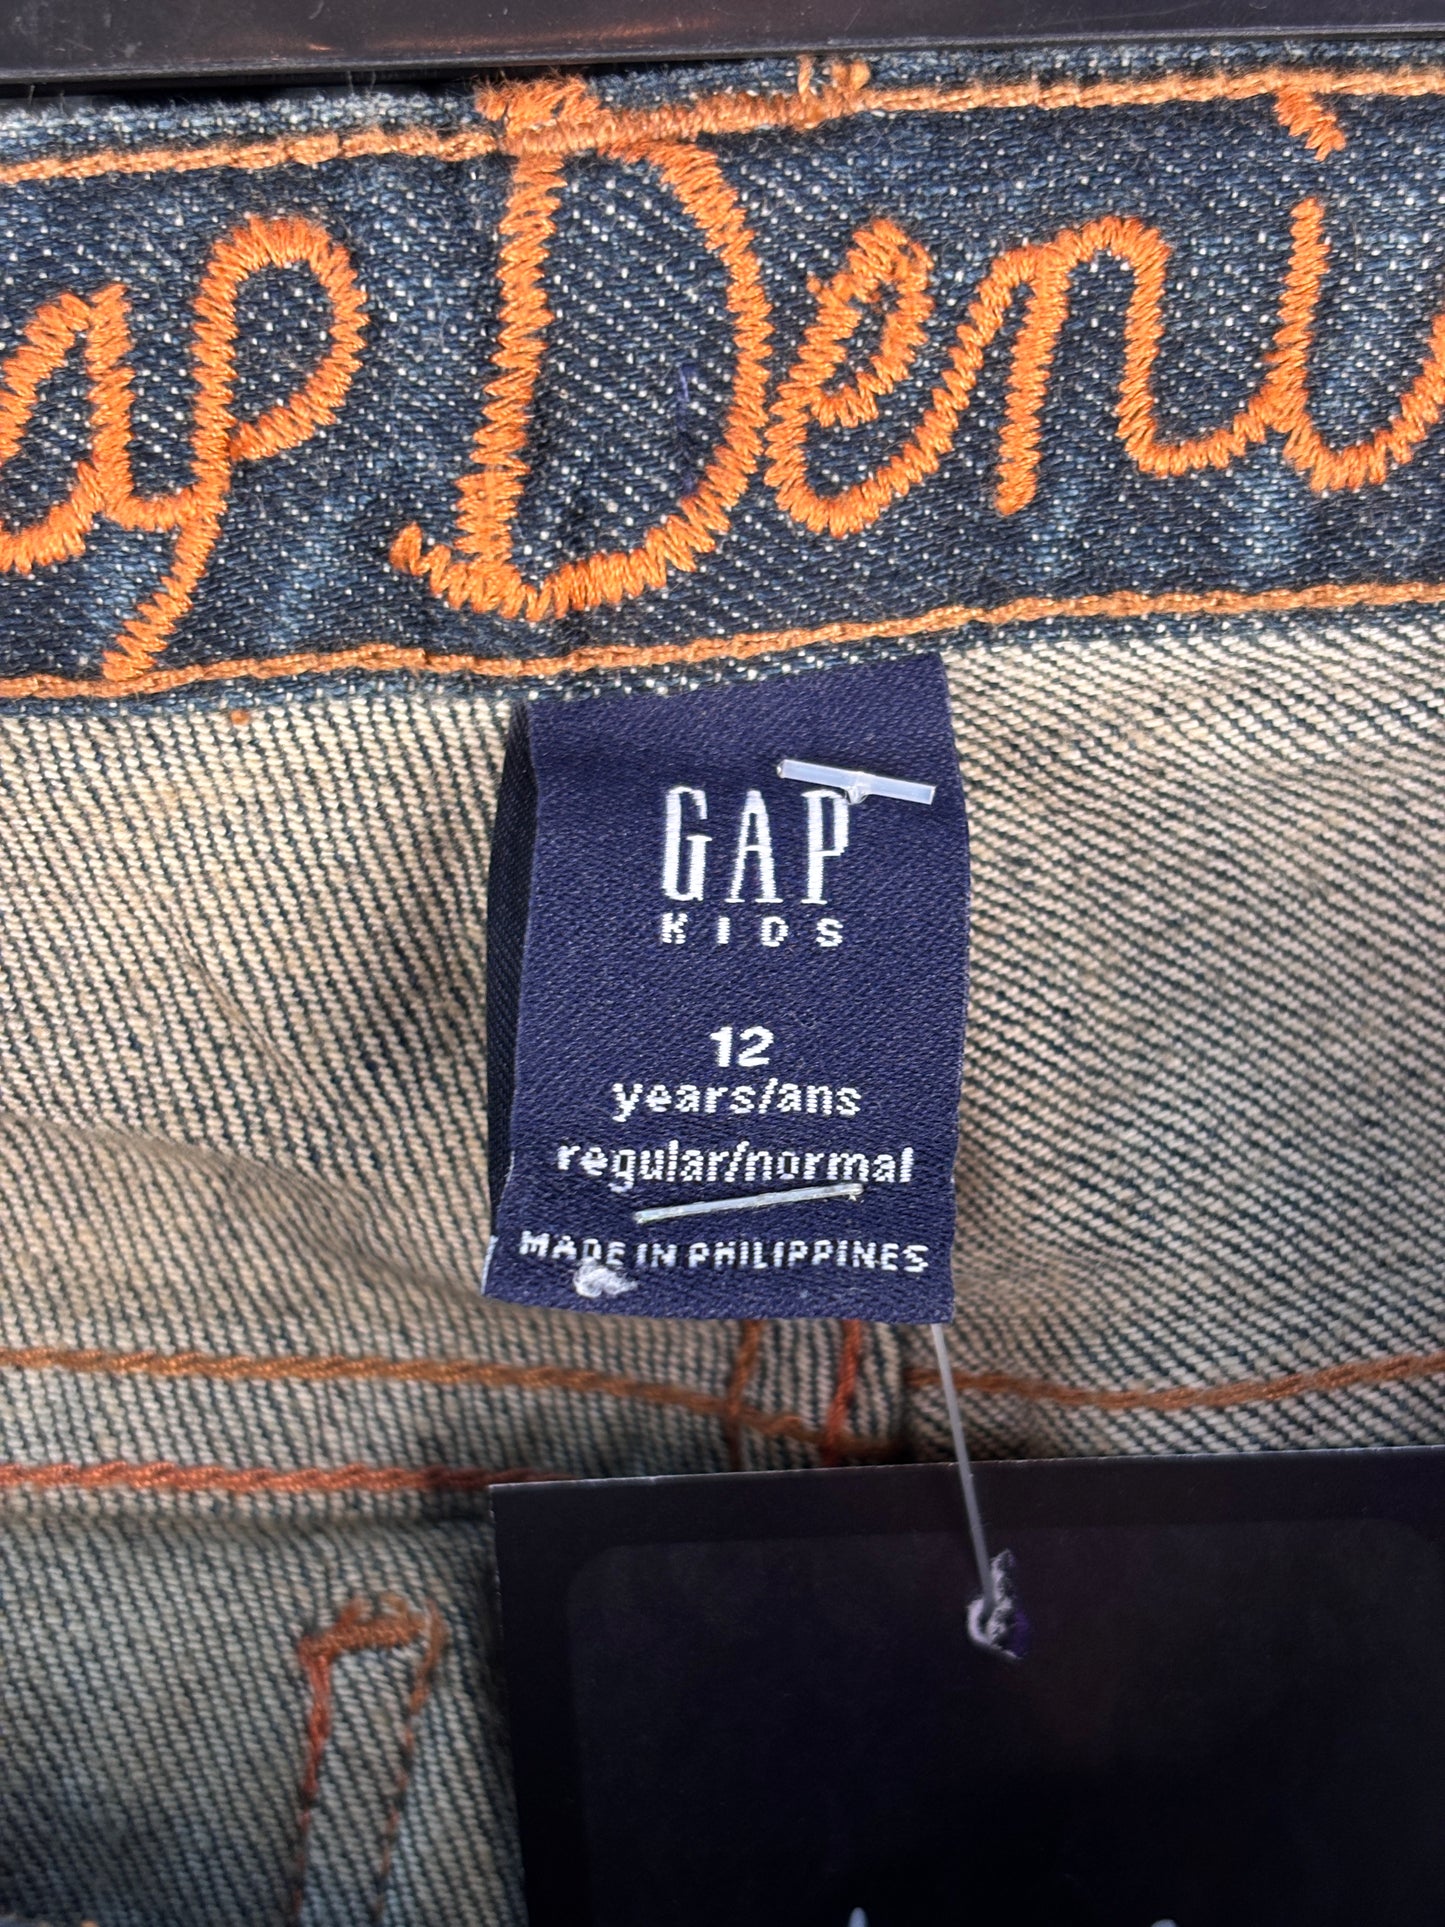 ap Deni
GAP
KIDS
12
years/ans
regular/normal
MADE IN PHILIPPINES